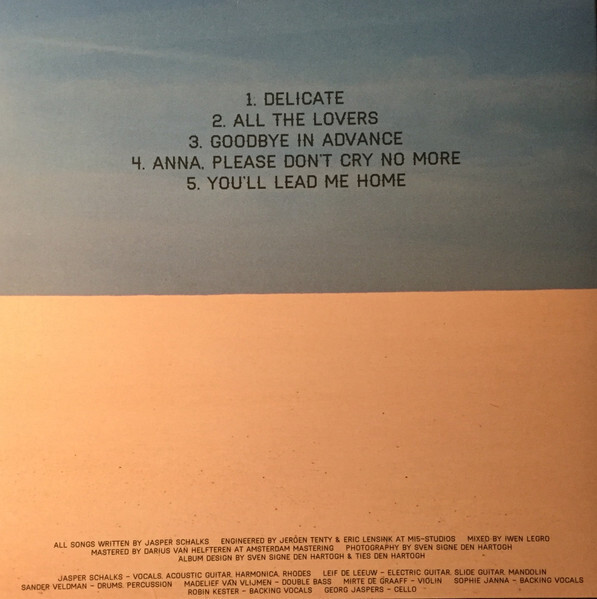 1. DELICATE
2. ALL THE LOVERS
3. GOODBYE IN ADVANCE
4. ANNA, PLEASE DON'T CRY NO MORE
5. YOU'LL LEAD ME HOME
ALL SONGS WRITTEN BY JASPER SCHALKS ENGINEERED BY JEROEN TENTY & ERIC LENSINK AT MI5-STUDIOS MIXED BY IWEN LEGRO
MASTERED BY DARIUS VAN HELFTEREN AT AMSTERDAM MASTERING PHOTOGRAPHY BY SVEN SIGNE DEN HARTOGH
ALBUM DESIGN BY SVEN SIGNE DEN HARTOGH & TIES DEN HARTOGH
JASPER SCHALKS – VOCALS, ACOUSTIC GUITAR, HARMONICA, RHODES LEIF DE LEEUW – ELECTRIC GUITAR, SLIDE GUITAR, MANDOLIN
SANDER VELDMAN – DRUMS, PERCUSSION MADELIEF VAN VLIJMEN – DOUBLE BASS MIRTE DE GRAAFF – VIOLIN SOPHIE JANNA – BACKING VOCALS
ROBIN KESTER – BACKING VOCALS GEORG JASPERS – CELLO